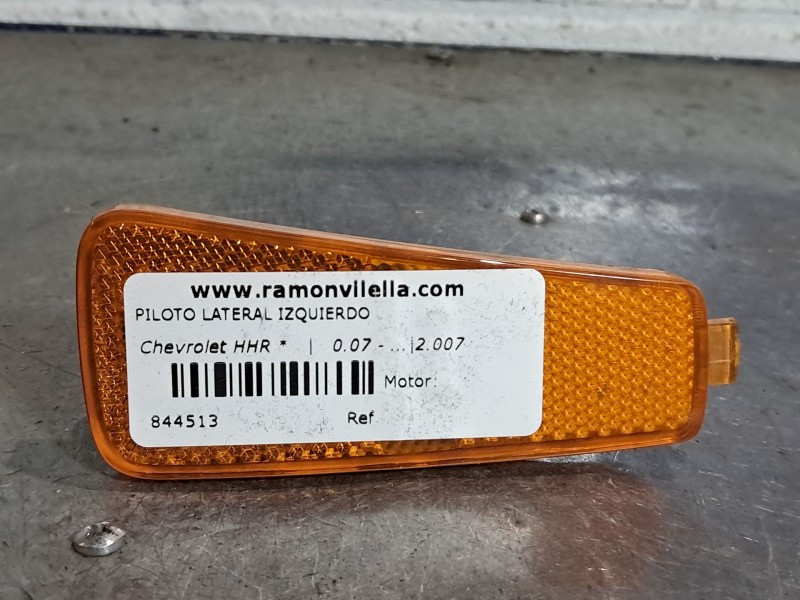 www.ramonvilella.com
PILOTO LATERAL IZQUIERDO
Chevrolet HHR * | 0.07 - ...|2.007
Motor:
844513 Ref